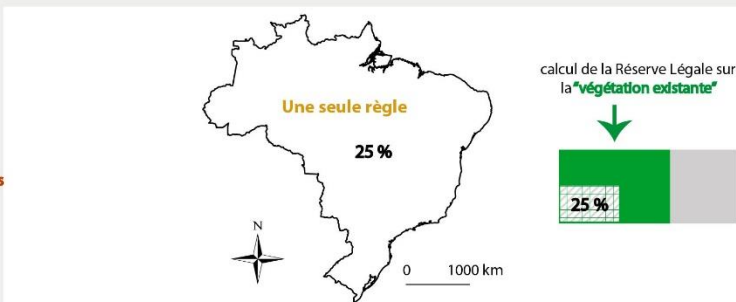 calcul de la Réserve Légale sur
la "végétation existante"
Une seule règle
25 %
s
25 %
N
0 1000 km